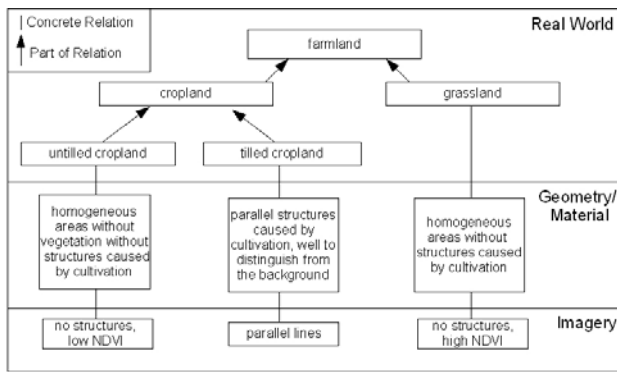 | Concrete Relation
Part of Relation
Real World
farmland
cropland
grassland
untilled cropland
tilled cropland
Geometry/
Material
homogeneous
areas without
vegetation without
structures caused
by cultivation
parallel structures
caused by
cultivation, well to
distinguish from
the background
homogeneous
areas without
structures caused
by cultivation
Imagery
no structures,
low NDVI
parallel lines
no structures,
high NDVI